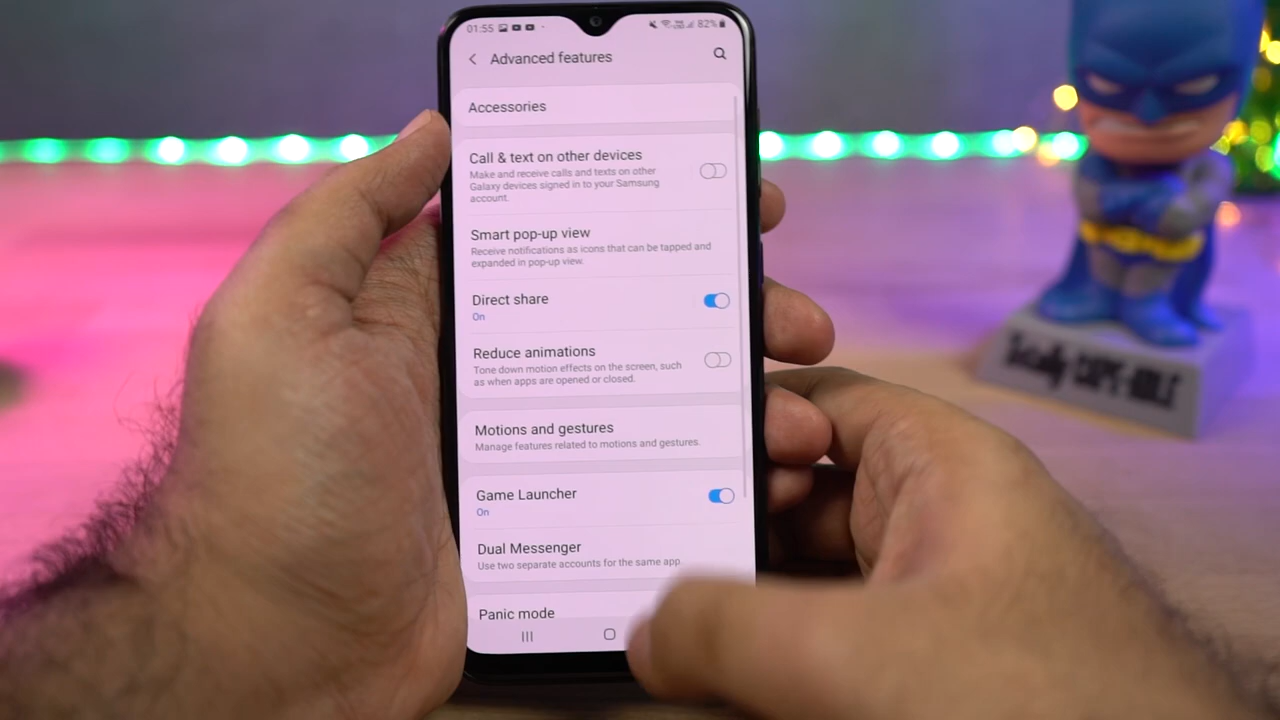 01:55
82%
Advanced features
Accessories
Call & text on other devices
Make and receive calls and texts on other
Galaxy devices signed in to your Samsung
account.
Smart pop-up view
Receive notifications as icons that can be tapped and
expanded in pop-up view.
Direct share
On
Reduce animations
Tone down motion effects on the screen, such
as when apps are opened or closed.
Motions and gestures
Manage features related to motions and gestures.
Game Launcher
On
Dual Messenger
Use two separate accounts for the same app.
Panic mode
Totally CAPE-ABLE